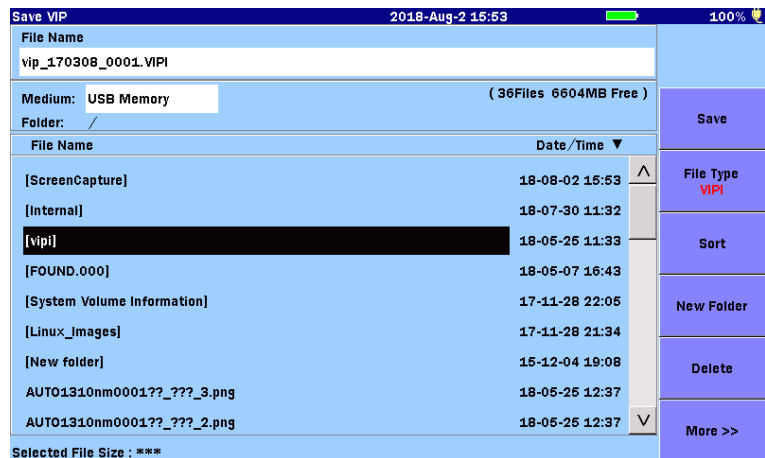 Save VIP 2018-Aug-2 15:53 100%
File Name
vip_170308_0001.VIPI
Medium: USB Memory (36Files 6604MB Free)
Folder: /
File Name Date/Time ▼
[ScreenCapture] 18-08-02 15:53
[Internal] 18-07-30 11:32
[vipi] 18-05-25 11:33
[FOUND.000] 18-05-07 16:43
[System Volume Information] 17-11-28 22:05
[Linux_Images] 17-11-28 21:34
[New folder] 15-12-04 19:08
AUTO1310nm0001??_???_3.png 18-05-25 12:37
AUTO1310nm0001??_???_2.png 18-05-25 12:37
Selected File Size : ***
Save
File Type
VIPI
Sort
New Folder
Delete
More >>